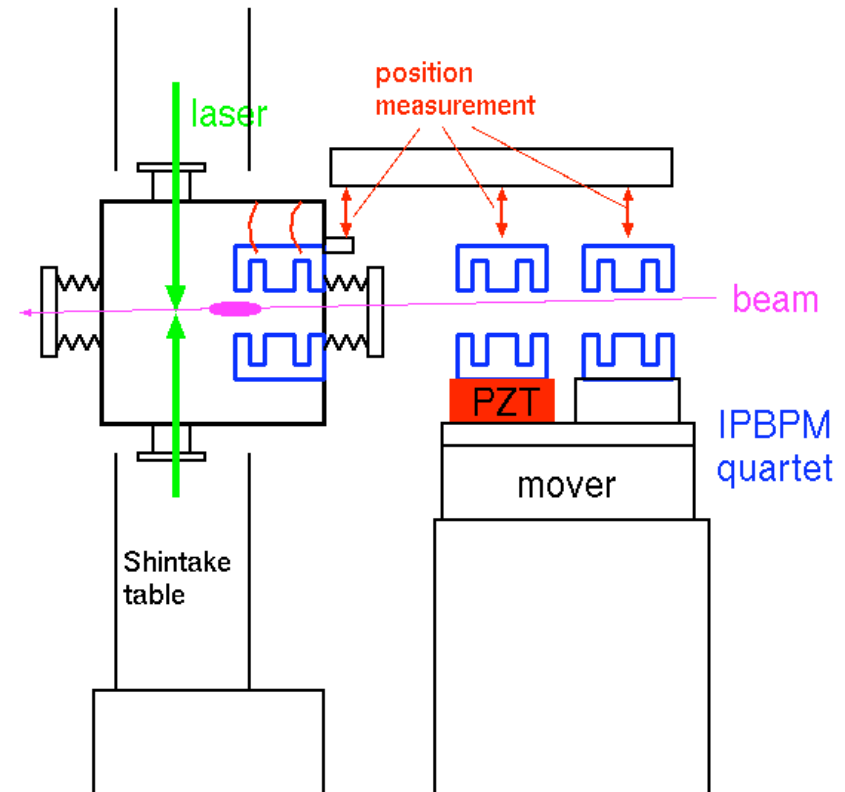 laser
position
measurement
beam
PZT
IPBPM
quartet
mover
Shintake
table